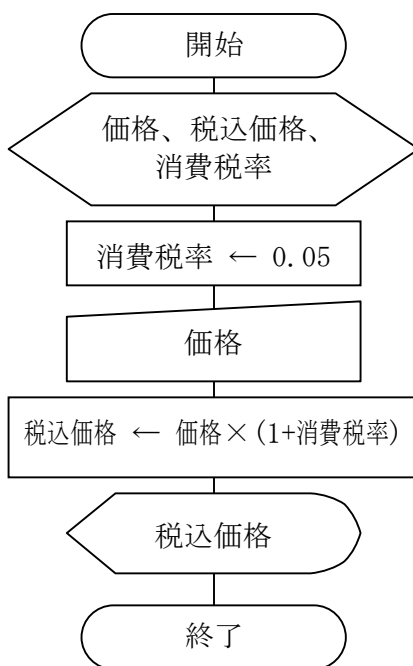 開始
価格、税込価格、
消費税率
消費税率 ← 0.05
価格
税込価格 ← 価格×(1+消費税率)
税込価格
終了